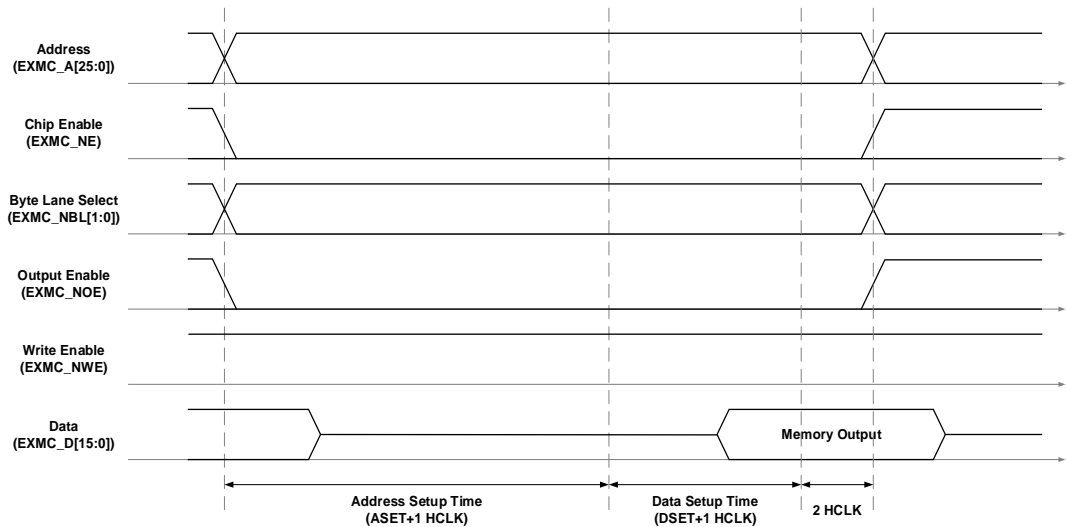 Address
(EXMC_A[25:0])
Chip Enable
(EXMC_NE)
Byte Lane Select
(EXMC_NBL[1:0])
Output Enable
(EXMC_NOE)
Write Enable
(EXMC_NWE)
Data
(EXMC_D[15:0])
Memory Output
Address Setup Time
(ASET+1 HCLK)
Data Setup Time
(DSET+1 HCLK)
2 HCLK